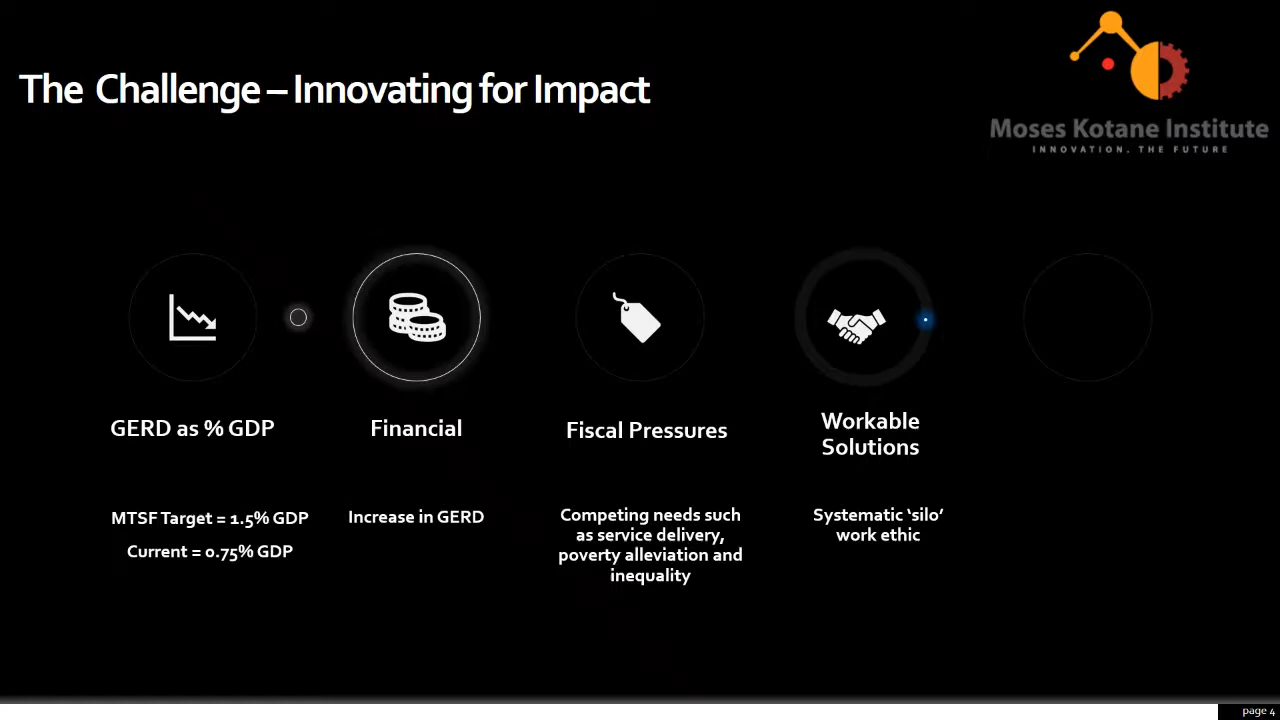 The Challenge – Innovating for Impact
Moses Kotane Institute
INNOVATION. THE FUTURE
GERD as % GDP
MTSF Target = 1.5% GDP
Current = 0.75% GDP
Financial
Increase in GERD
Fiscal Pressures
Competing needs such
as service delivery,
poverty alleviation and
inequality
Workable
Solutions
Systematic ‘silo’
work ethic
page 4